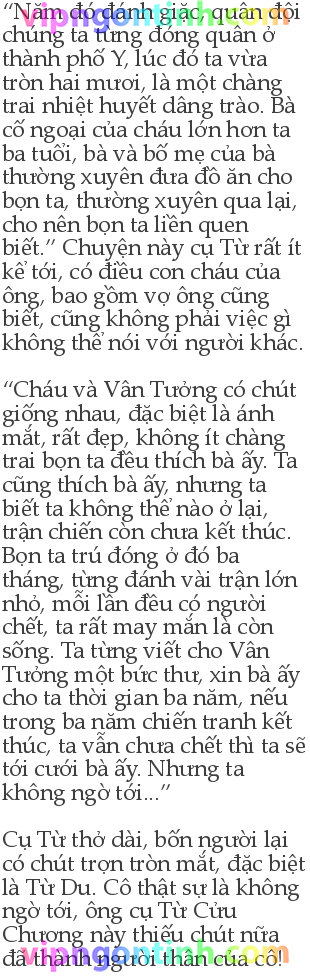 “Năm đó đánh giặc, quân đội
chúng ta từng đóng quân ở
thành phố Y, lúc đó ta vừa
tròn hai mươi, là một chàng
trai nhiệt huyết dâng trào. Bà
cố ngoại của cháu lớn hơn ta
ba tuổi, bà và bố mẹ của bà
thường xuyên đưa đồ ăn cho
bọn ta, thường xuyên qua lại,
cho nên bọn ta liền quen
biết.” Chuyện này cụ Từ rất ít
kể tới, có điều con cháu của
ông, bao gồm vợ ông cũng
biết, cũng không phải việc gì
không thể nói với người khác.
“Cháu và Vân Tưởng có chút
giống nhau, đặc biệt là ánh
mắt, rất đẹp, không ít chàng
trai bọn ta đều thích bà ấy. Ta
cũng thích bà ấy, nhưng ta
biết ta không thể nào ở lại,
trận chiến còn chưa kết thúc.
Bọn ta trú đóng ở đó ba
tháng, từng đánh vài trận lớn
nhỏ, mỗi lần đều có người
chết, ta rất may mắn là còn
sống. Ta từng viết cho Vân
Tưởng một bức thư, xin bà ấy
cho ta thời gian ba năm, nếu
trong ba năm chiến tranh kết
thúc, ta vẫn chưa chết thì ta sẽ
tới cưới bà ấy. Nhưng ta
không ngờ tới...”
Cụ Từ thở dài, bốn người lại
có chút trợn tròn mắt, đặc biệt
là Từ Du. Cô thật sự là không
ngờ tới, ông cụ Từ Cửu
Chương này thiếu chút nữa
đã thành người thân của cô!
vipngontinh.com
vipngontinh.com
vipngontinh.com